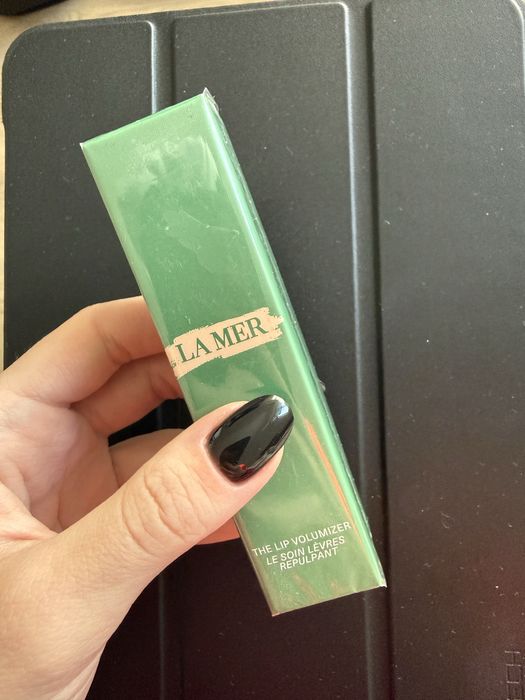 LA MER
THE LIP VOLUMIZER
LE SOIN LÈVRES
REPULPANT